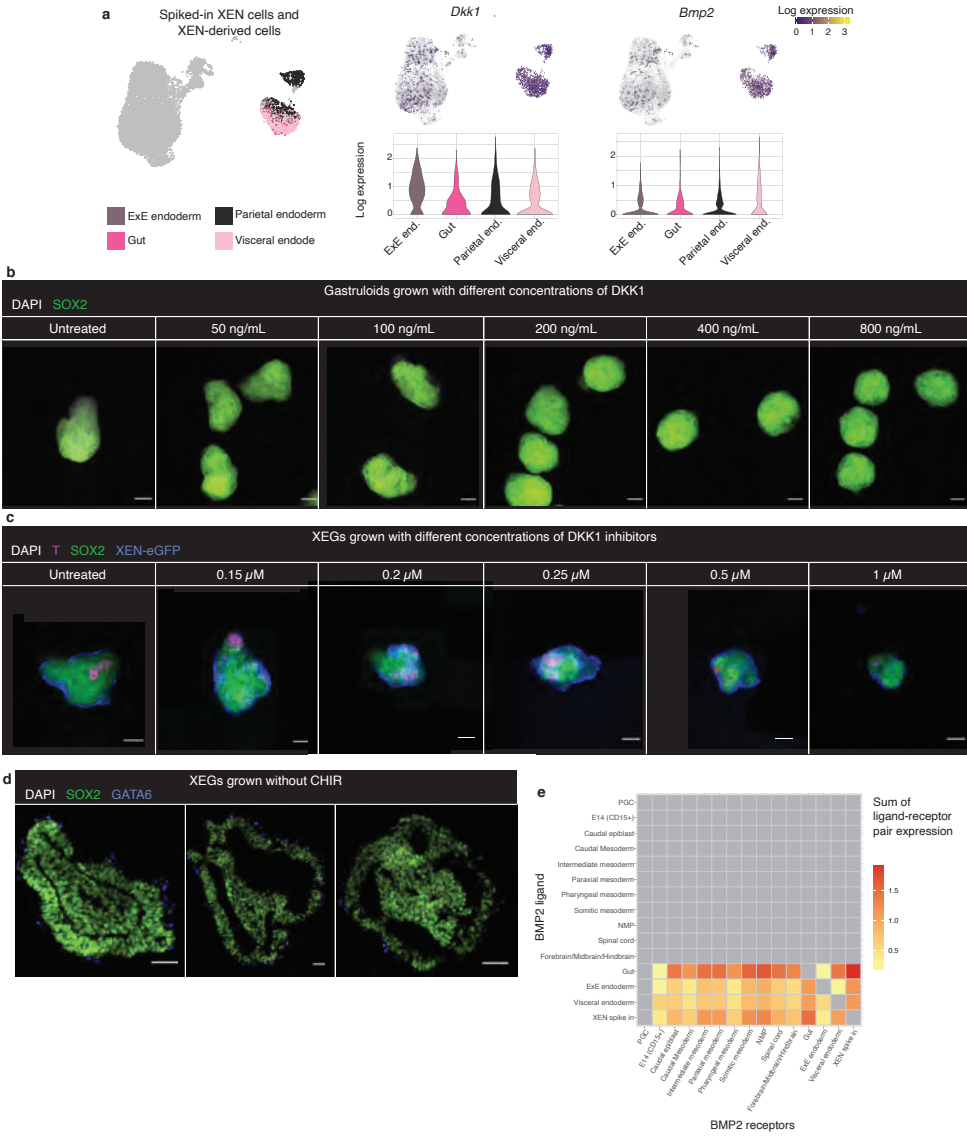 a
Spiked-in XEN cells and
XEN-derived cells
Dkk1
Bmp2
Log expression
0 1 2 3
ExE endoderm
Parietal endoderm
Gut
Visceral endode
Log expression
2
1
0
ExE end.
Gut
Parietal end.
Visceral end.
2
1
0
ExE end.
Gut
Parietal end.
Visceral end.
b
Gastruloids grown with different concentrations of DKK1
DAPI SOX2
Untreated
50 ng/mL
100 ng/mL
200 ng/mL
400 ng/mL
800 ng/mL
c
XEGs grown with different concentrations of DKK1 inhibitors
DAPI T SOX2 XEN-eGFP
Untreated
0.15 µM
0.2 µM
0.25 µM
0.5 µM
1 µM
d
XEGs grown without CHIR
DAPI SOX2 GATA6
e
BMP2 ligand
PGC
E14 (CD15+)
Caudal epiblast
Caudal Mesoderm
Intermediate mesoderm
Paraxial mesoderm
Pharyngeal mesoderm
Somitic mesoderm
NMP
Spinal cord
Forebrain/Midbrain/Hindbrain
Gut
ExE endoderm
Visceral endoderm
XEN spike in
PGC
E14 (CD15+)
Caudal epiblast
Caudal Mesoderm
Intermediate mesoderm
Paraxial mesoderm
Pharyngeal mesoderm
Somitic mesoderm
NMP
Spinal cord
Forebrain/Midbrain/Hindbrain
Gut
ExE endoderm
Visceral endoderm
XEN spike in
BMP2 receptors
Sum of
ligand-receptor
pair expression
1.5
1.0
0.5